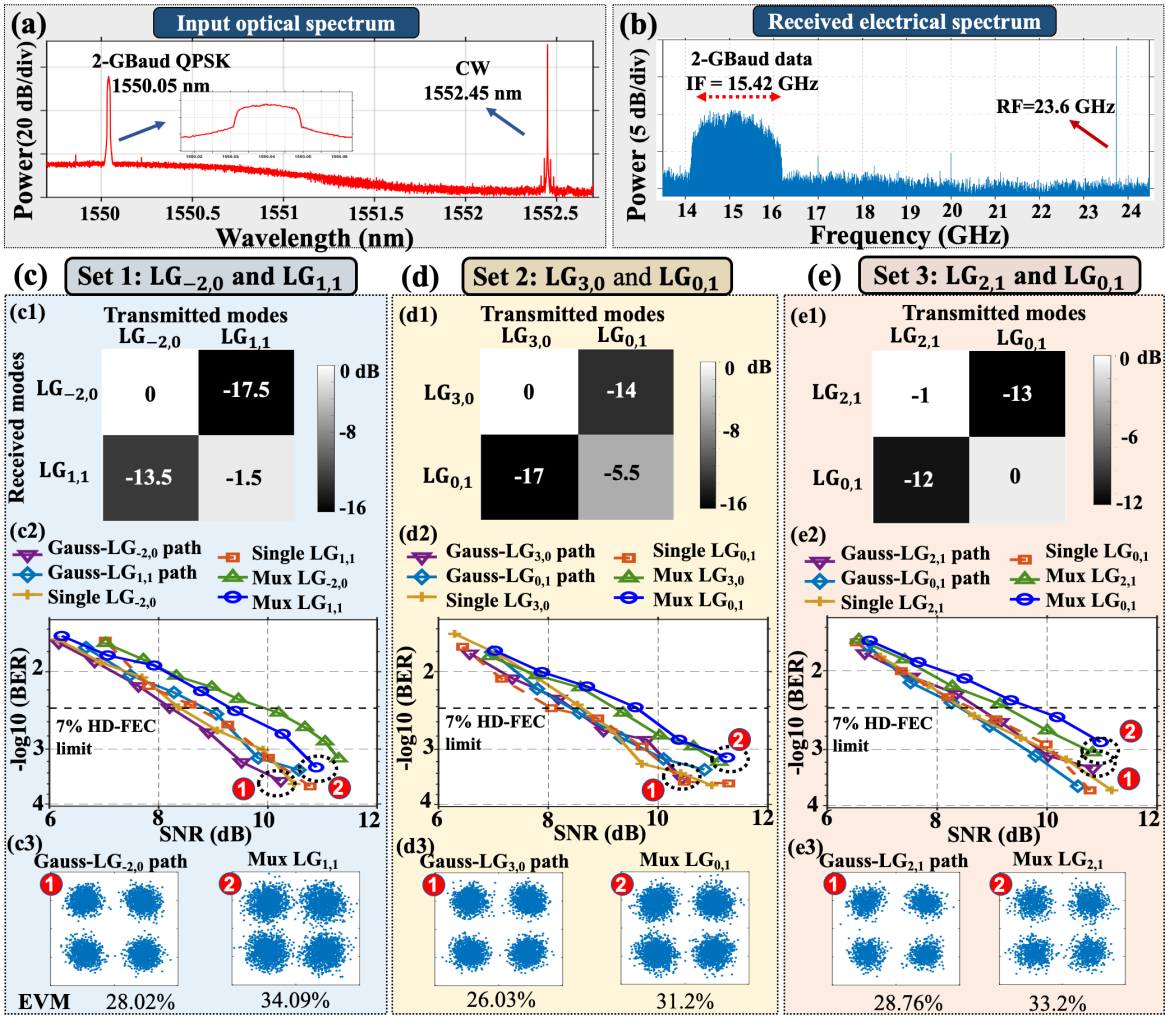 (a) Input optical spectrum
Power(20 dB/div)
2-GBaud QPSK
1550.05 nm
CW
1552.45 nm
1550 1550.5 1551 1551.5 1552 1552.5
Wavelength (nm)
(b) Received electrical spectrum
Power (5 dB/div)
2-GBaud data
IF = 15.42 GHz
RF=23.6 GHz
14 15 16 17 18 19 20 21 22 23 24
Frequency (GHz)
(c) Set 1: LG₋₂,₀ and LG₁,₁
(c1)
Transmitted modes
LG₋₂,₀ LG₁,₁
Received modes
LG₋₂,₀ 0 -17.5
LG₁,₁ -13.5 -1.5
0 dB
-8
-16
(c2)
Gauss-LG₋₂,₀ path
Gauss-LG₁,₁ path
Single LG₋₂,₀
Single LG₁,₁
Mux LG₋₂,₀
Mux LG₁,₁
-log10 (BER)
2
3
4
7% HD-FEC
limit
1 2
6 8 10 12
SNR (dB)
(c3)
Gauss-LG₋₂,₀ path Mux LG₁,₁
1 2
EVM 28.02% 34.09%
(d) Set 2: LG₃,₀ and LG₀,₁
(d1)
Transmitted modes
LG₃,₀ LG₀,₁
LG₃,₀ 0 -14
LG₀,₁ -17 -5.5
0 dB
-8
-16
(d2)
Gauss-LG₃,₀ path
Gauss-LG₀,₁ path
Single LG₃,₀
Single LG₀,₁
Mux LG₃,₀
Mux LG₀,₁
-log10 (BER)
2
3
4
7% HD-FEC
limit
1 2
6 8 10 12
SNR (dB)
(d3)
Gauss-LG₃,₀ path Mux LG₀,₁
1 2
26.03% 31.2%
(e) Set 3: LG₂,₁ and LG₀,₁
(e1)
Transmitted modes
LG₂,₁ LG₀,₁
LG₂,₁ -1 -13
LG₀,₁ -12 0
0 dB
-6
-12
(e2)
Gauss-LG₂,₁ path
Gauss-LG₀,₁ path
Single LG₂,₁
Single LG₀,₁
Mux LG₂,₁
Mux LG₀,₁
-log10 (BER)
2
3
4
7% HD-FEC
limit
2
1
6 8 10 12
SNR (dB)
(e3)
Gauss-LG₂,₁ path Mux LG₂,₁
1 2
28.76% 33.2%